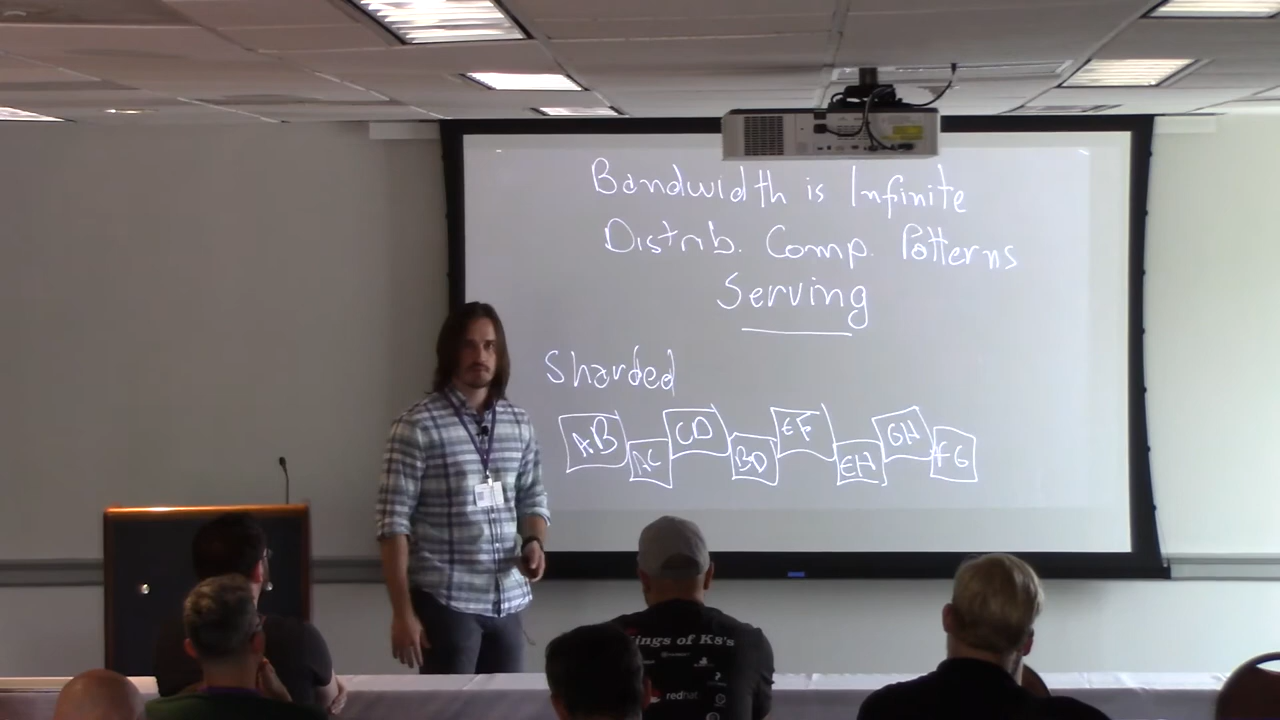 Bandwidth is Infinite
Distrib. Comp. Patterns
Serving
Sharded
AB AC CD BD EF EH GH FG
ings of K8's
redhat